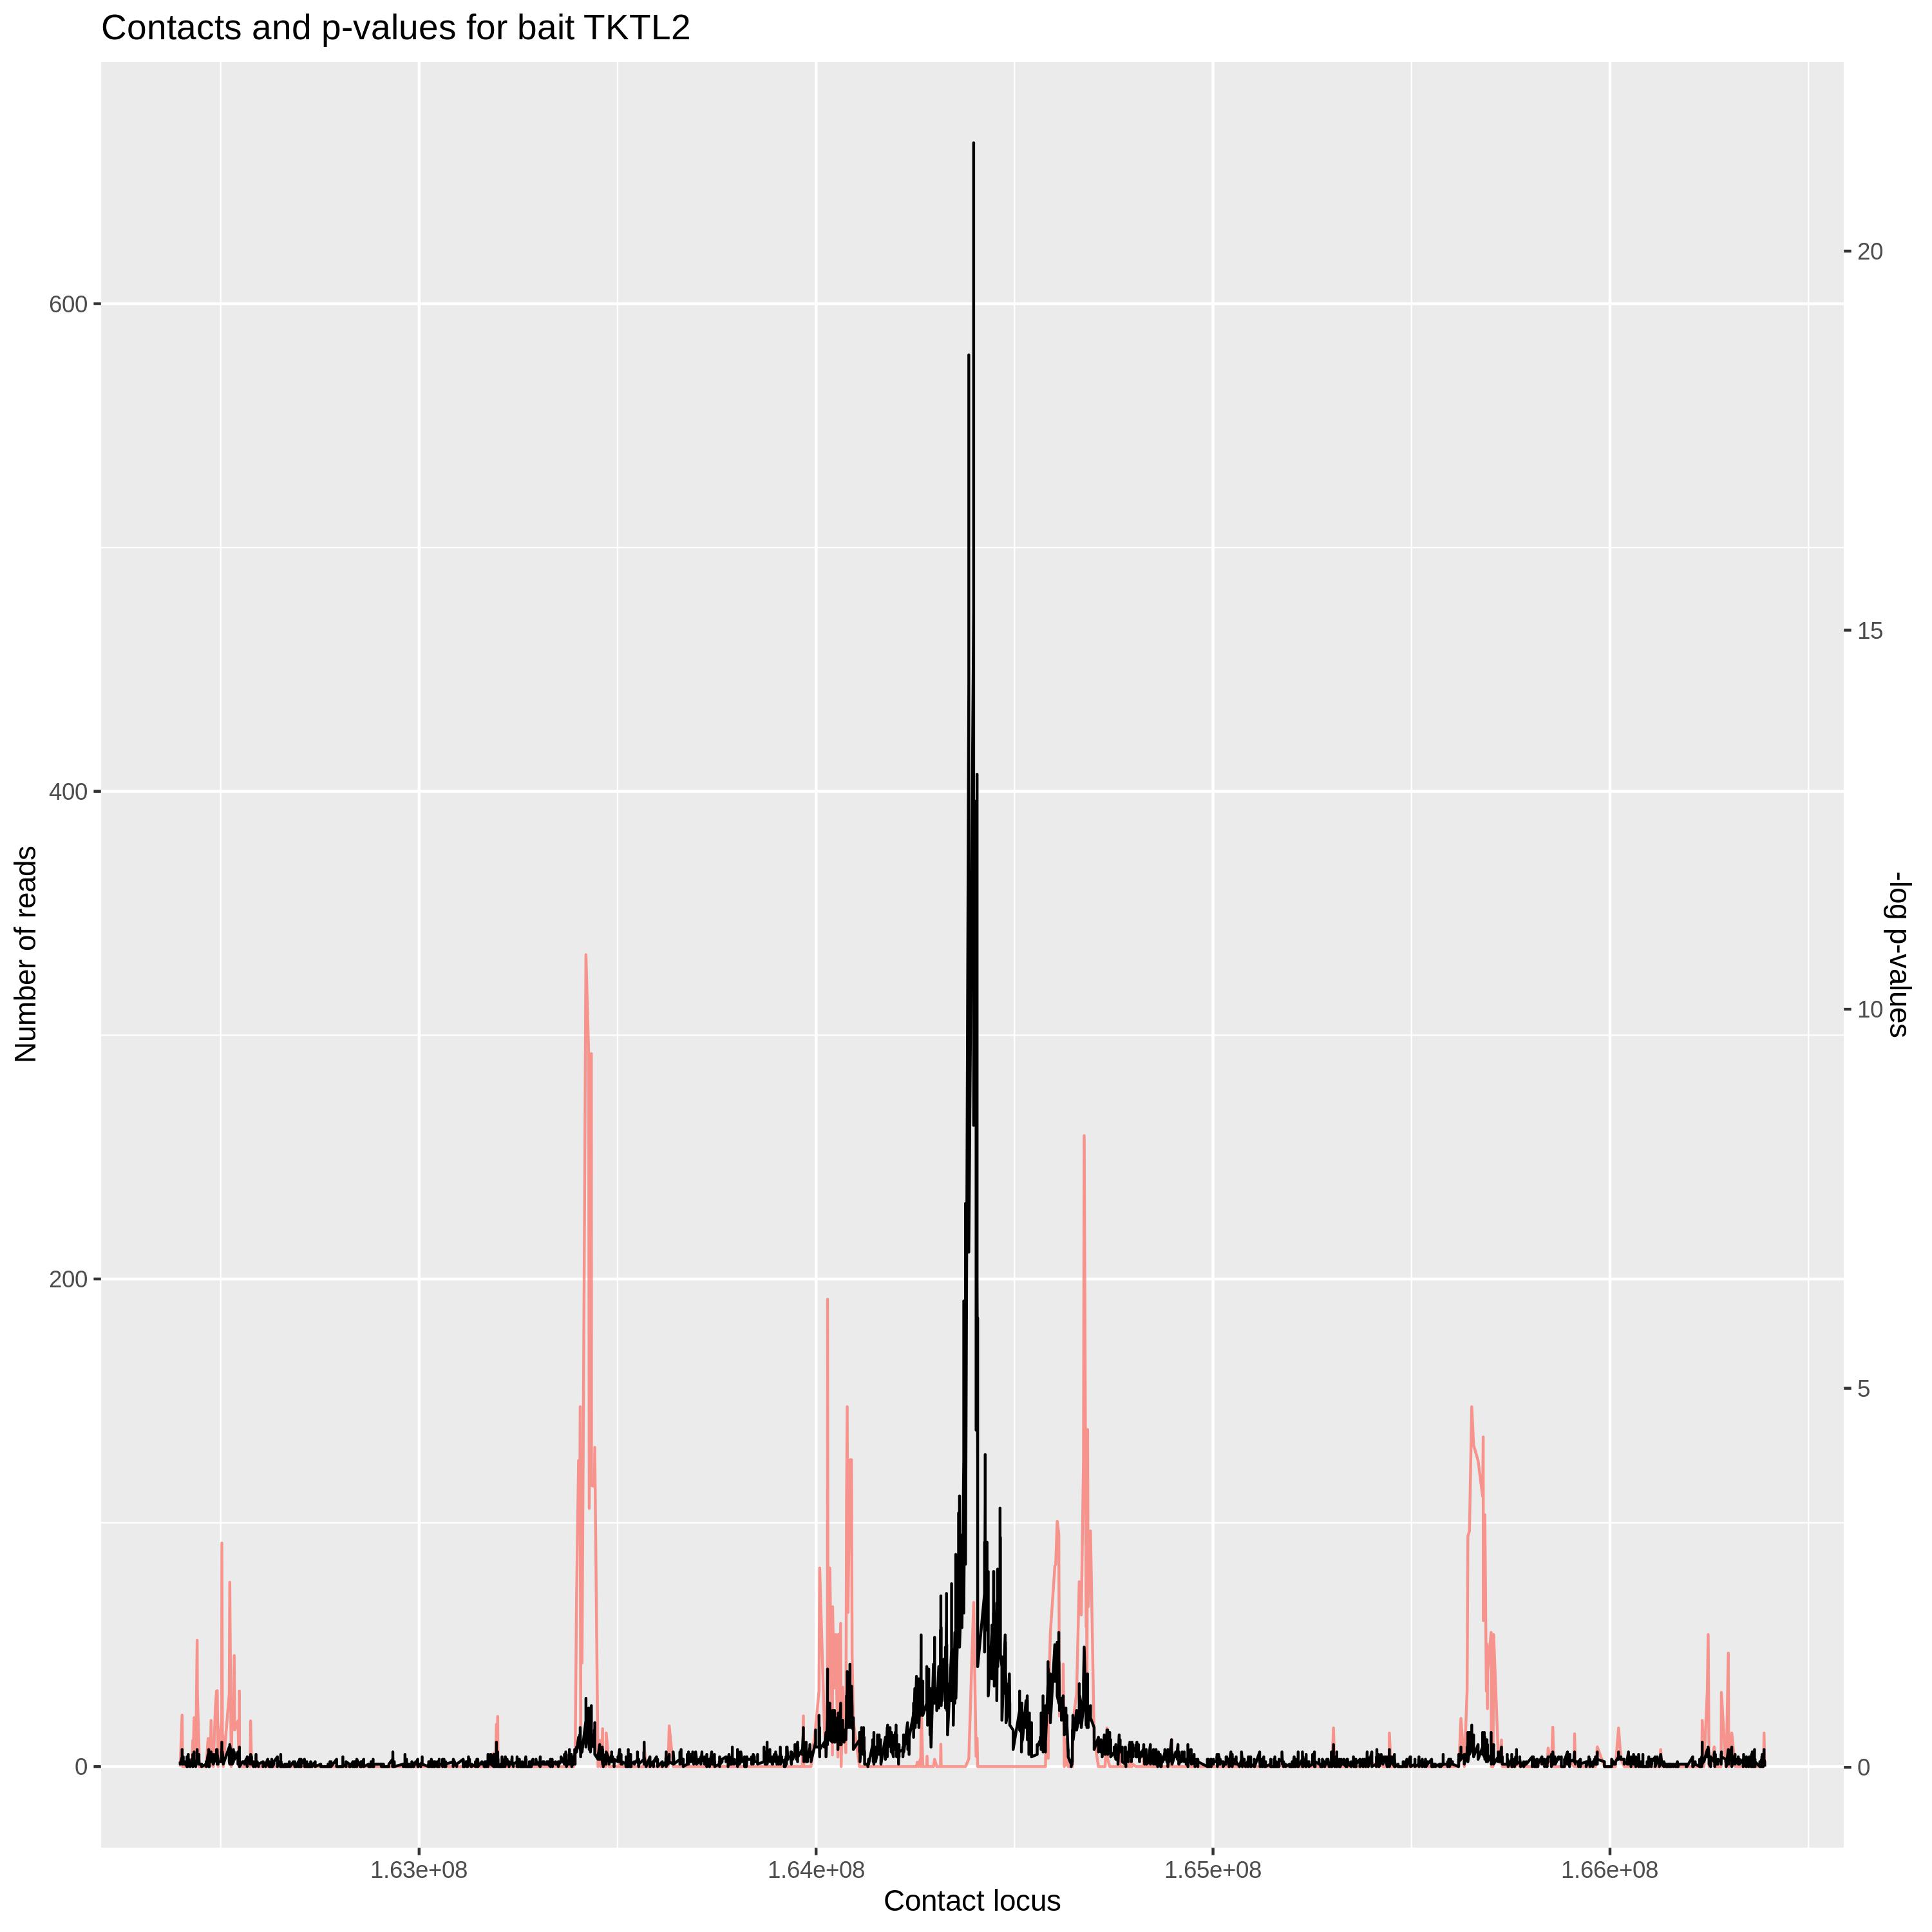 Contacts and p-values for bait TKTL2
600
400
200
0
Number of reads
20
15
10
5
0
-log p-values
1.63e+08
1.64e+08
1.65e+08
1.66e+08
Contact locus